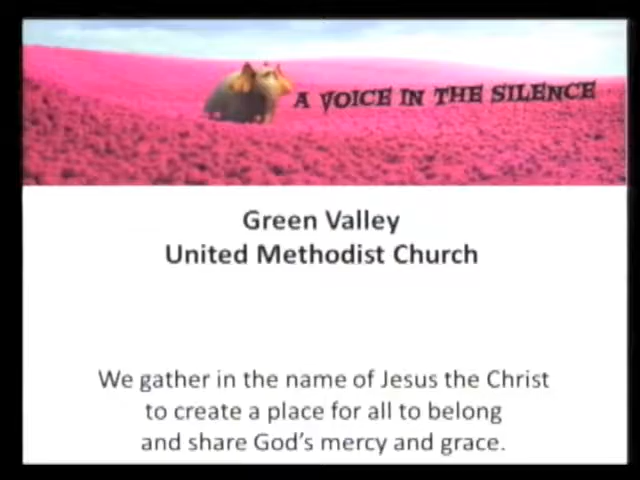 A VOICE IN THE SILENCE
Green Valley
United Methodist Church
We gather in the name of Jesus the Christ
to create a place for all to belong
and share God's mercy and grace.